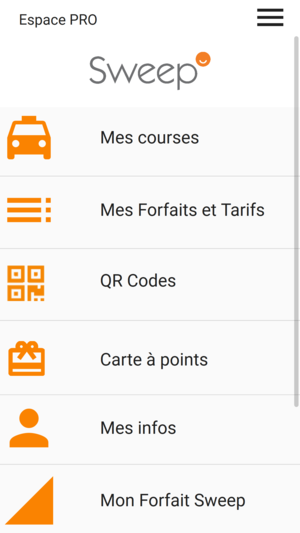 Espace PRO
Sweep
Mes courses
Mes Forfaits et Tarifs
QR Codes
Carte à points
Mes infos
Mon Forfait Sweep